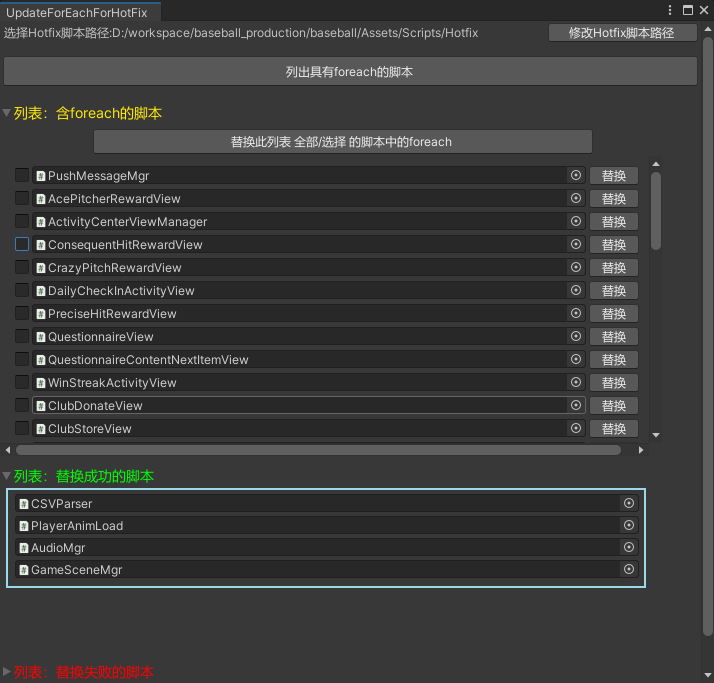 UpdateForEachForHotFix
选择Hotfix脚本路径:D:/workspace/baseball_production/baseball/Assets/Scripts/Hotfix 修改Hotfix脚本路径
列出具有foreach的脚本
列表：含foreach的脚本
替换此列表 全部/选择 的脚本中的foreach
PushMessageMgr 替换
AcePitcherRewardView 替换
ActivityCenterViewManager 替换
ConsequentHitRewardView 替换
CrazyPitchRewardView 替换
DailyCheckInActivityView 替换
PreciseHitRewardView 替换
QuestionnaireView 替换
QuestionnaireContentNextItemView 替换
WinStreakActivityView 替换
ClubDonateView 替换
ClubStoreView 替换
列表：替换成功的脚本
CSVParser
PlayerAnimLoad
AudioMgr
GameSceneMgr
列表：替换失败的脚本